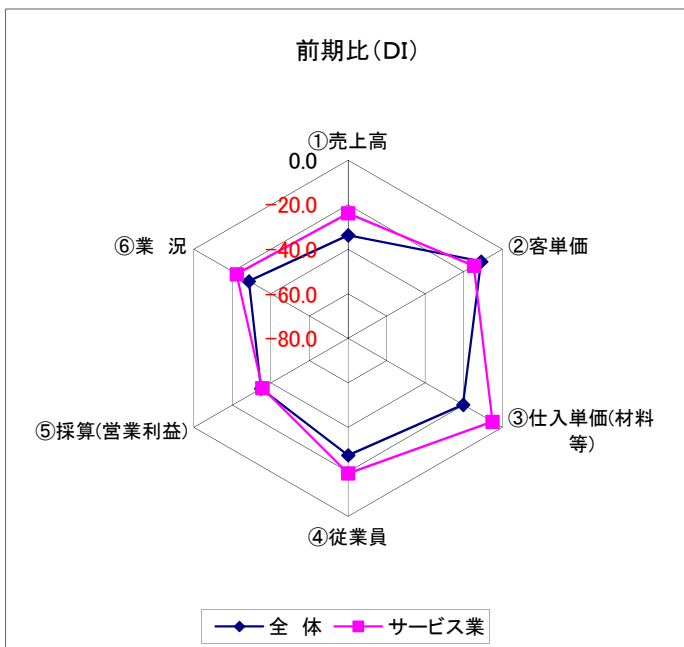 前期比(DI)
①売上高
0.0
−20.0
−40.0
−60.0
−80.0
②客単価
③仕入単価(材料
等)
④従業員
⑤採算(営業利益)
⑥業　況
全　体
サービス業